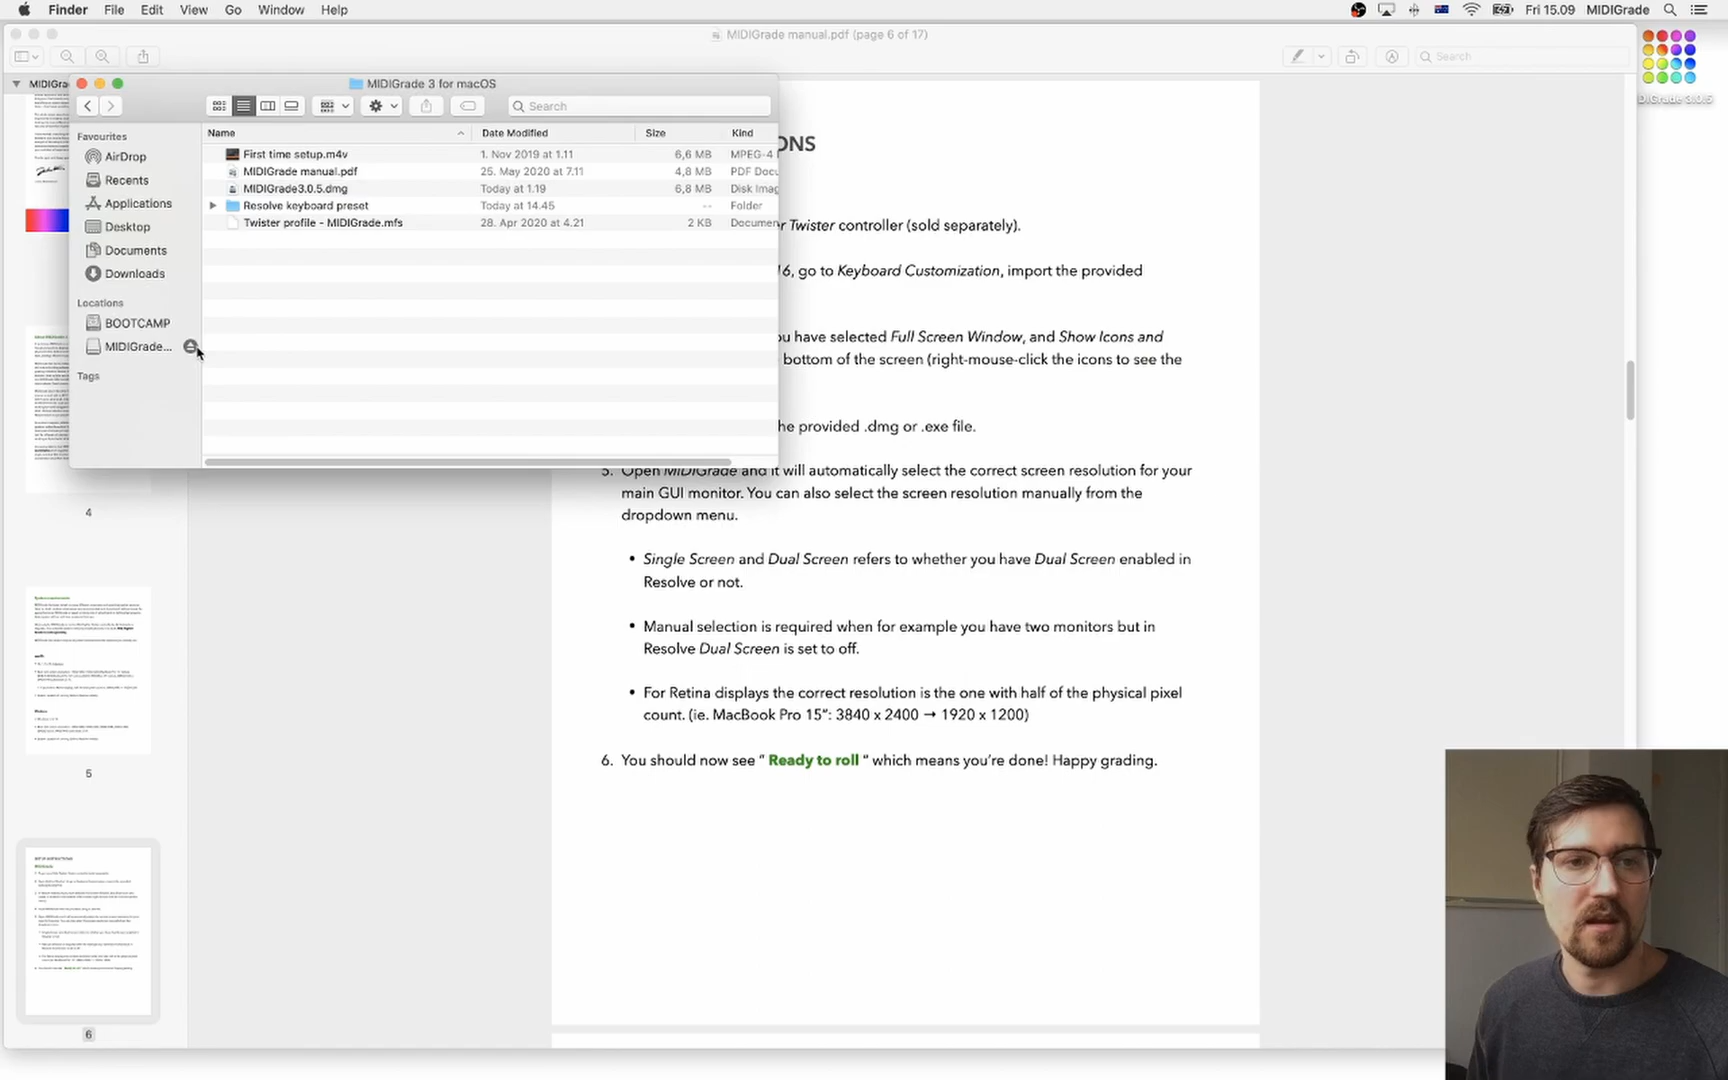 Finder File Edit View Go Window Help
Fri 15.09 MIDIGrade
MIDIGrade manual.pdf (page 6 of 17)
Search
MIDIGra
MIDIGrade 3 for macOS
Search
Favourites
AirDrop
Recents
Applications
Desktop
Documents
Downloads
Locations
BOOTCAMP
MIDIGrade...
Tags
Name Date Modified Size Kind
First time setup.m4v 1. Nov 2019 at 1.11 6,6 MB MPEG-4
MIDIGrade manual.pdf 25. May 2020 at 7.11 4,8 MB PDF Docu
MIDIGrade3.0.5.dmg Today at 1.19 6,8 MB Disk Imag
Resolve keyboard preset Today at 14.45 -- Folder
Twister profile - MIDIGrade.mfs 28. Apr 2020 at 4.21 2 KB Documen
DIGrade 3.0.5
ONS
r Twister controller (sold separately).
16, go to Keyboard Customization, import the provided
ou have selected Full Screen Window, and Show Icons and
bottom of the screen (right-mouse-click the icons to see the
he provided .dmg or .exe file.
5. Open MIDIGrade and it will automatically select the correct screen resolution for your
main GUI monitor. You can also select the screen resolution manually from the
dropdown menu.
• Single Screen and Dual Screen refers to whether you have Dual Screen enabled in
Resolve or not.
• Manual selection is required when for example you have two monitors but in
Resolve Dual Screen is set to off.
• For Retina displays the correct resolution is the one with half of the physical pixel
count. (ie. MacBook Pro 15”: 3840 x 2400 → 1920 x 1200)
6. You should now see “ Ready to roll “ which means you’re done! Happy grading.
4
5
6